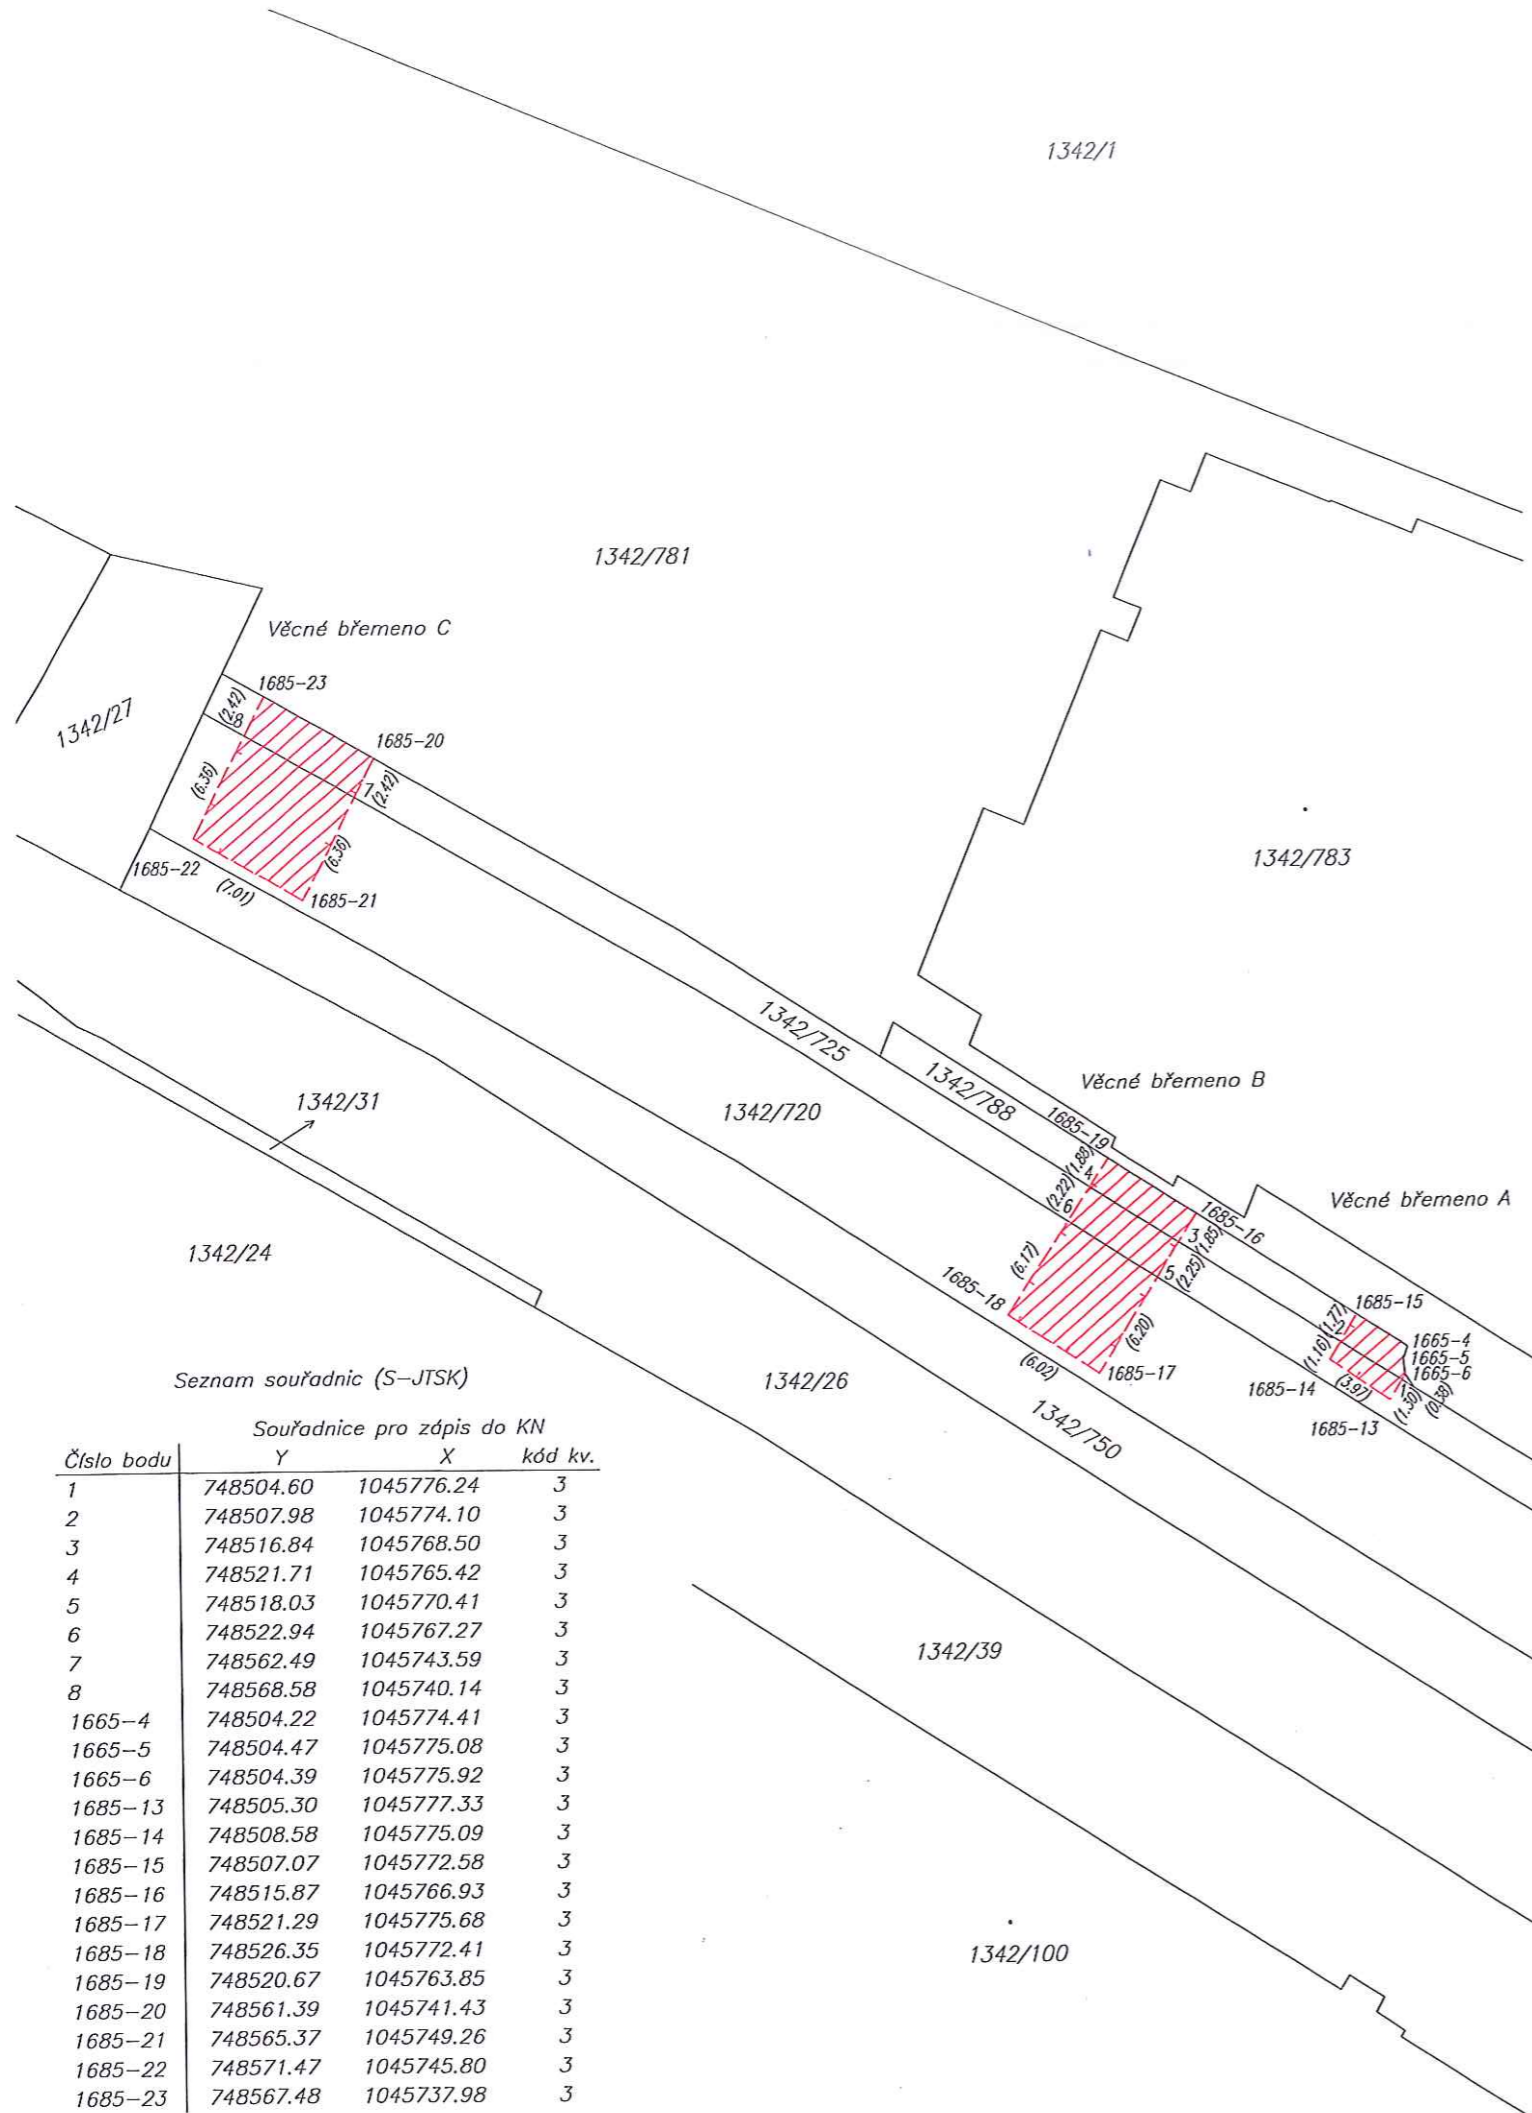 1342/1
1342/781
Věcné břemeno C
1685-23
1342/27
(2.42)
8
1685-20
7
(2.42)
(6.36)
(6.36)
1342/783
1685-22
(7.01)
1685-21
1342/725
1342/788
Věcné břemeno B
1342/31
1342/720
1685-19
(1.88)
4
(2.22)
6
Věcné břemeno A
1685-16
3
(1.85)
(2.25)
5
1342/24
(6.17)
1685-18
(6.20)
1685-15
(1.77)
2
(1.16)
1665-4
1665-5
1665-6
(6.02)
1685-17
1342/26
1685-14
(3.97)
1
(1.30)
(0.38)
1685-13
1342/750
Seznam souřadnic (S-JTSK)
Souřadnice pro zápis do KN
Číslo bodu Y X kód kv.
1 748504.60 1045776.24 3
2 748507.98 1045774.10 3
3 748516.84 1045768.50 3
4 748521.71 1045765.42 3
5 748518.03 1045770.41 3
6 748522.94 1045767.27 3
7 748562.49 1045743.59 3
8 748568.58 1045740.14 3
1665-4 748504.22 1045774.41 3
1665-5 748504.47 1045775.08 3
1665-6 748504.39 1045775.92 3
1685-13 748505.30 1045777.33 3
1685-14 748508.58 1045775.09 3
1685-15 748507.07 1045772.58 3
1685-16 748515.87 1045766.93 3
1685-17 748521.29 1045775.68 3
1685-18 748526.35 1045772.41 3
1685-19 748520.67 1045763.85 3
1685-20 748561.39 1045741.43 3
1685-21 748565.37 1045749.26 3
1685-22 748571.47 1045745.80 3
1685-23 748567.48 1045737.98 3
1342/39
1342/100